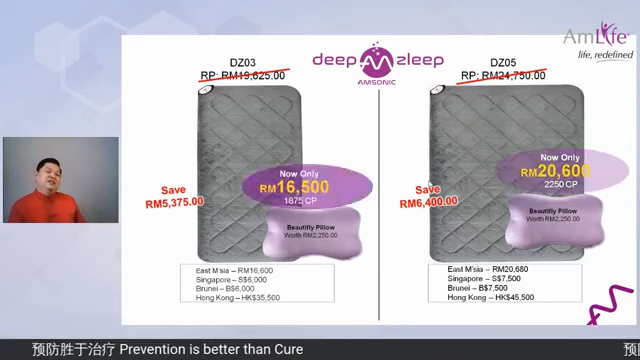 AmLife
life, redefined
deep zleep
AMSONIC
DZ03
RP: RM19,625.00
Now Only
RM16,500
1875 CP
Save
RM5,375.00
Beautifly Pillow
Worth RM2,250.00
East M'sia – RM16,600
Singapore – S$6,000
Brunei – B$6,000
Hong Kong – HK$35,500
DZ05
RP: RM24,750.00
Now Only
RM20,600
2250 CP
Save
RM6,400.00
Beautifly Pillow
Worth RM2,250.00
East M'sia – RM20,680
Singapore – S$7,500
Brunei – B$7,500
Hong Kong – HK$45,500
预防胜于治疗 Prevention is better than Cure
预